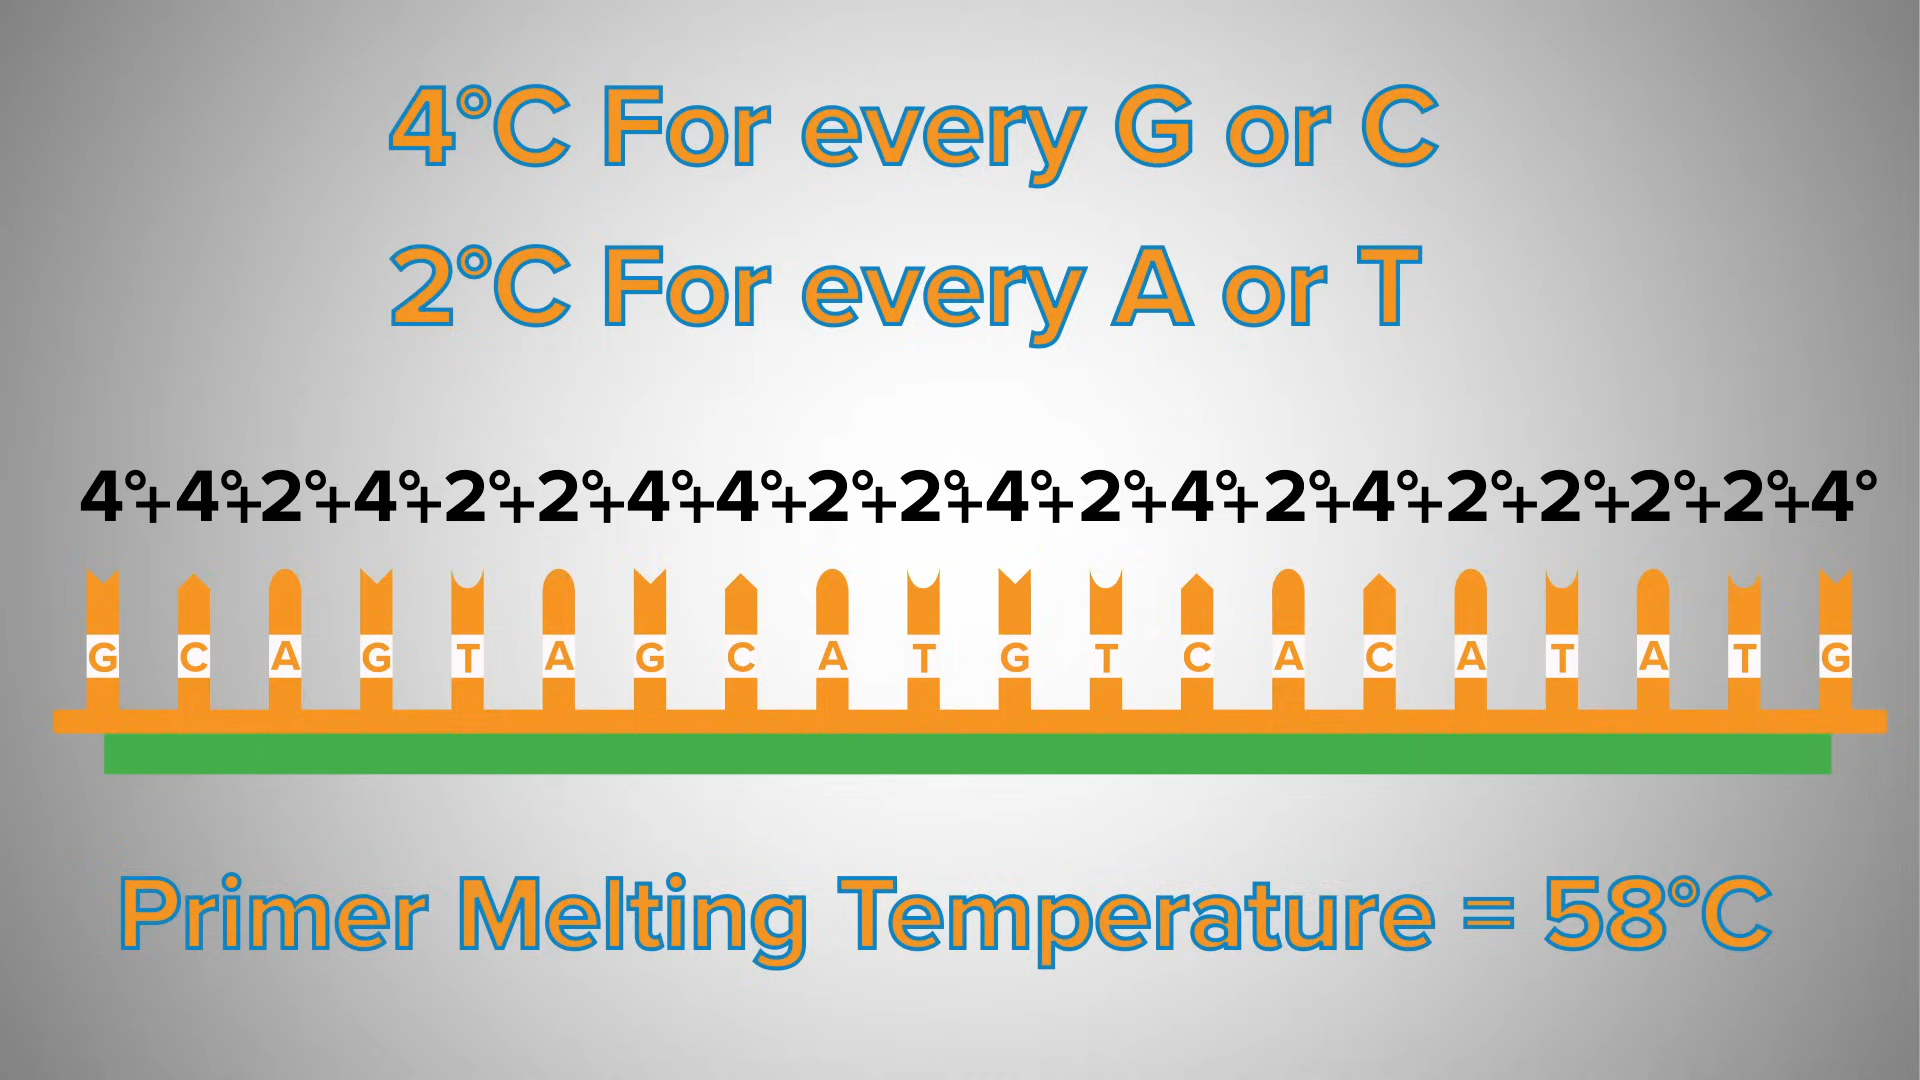 4°C For every G or C
2°C For every A or T
4°+4°+2°+4°+2°+2°+4°+4°+2°+2°+4°+2°+4°+2°+4°+2°+2°+2°+2°+4°
G C A G T A G C A T G T C A C A T A T G
Primer Melting Temperature = 58°C